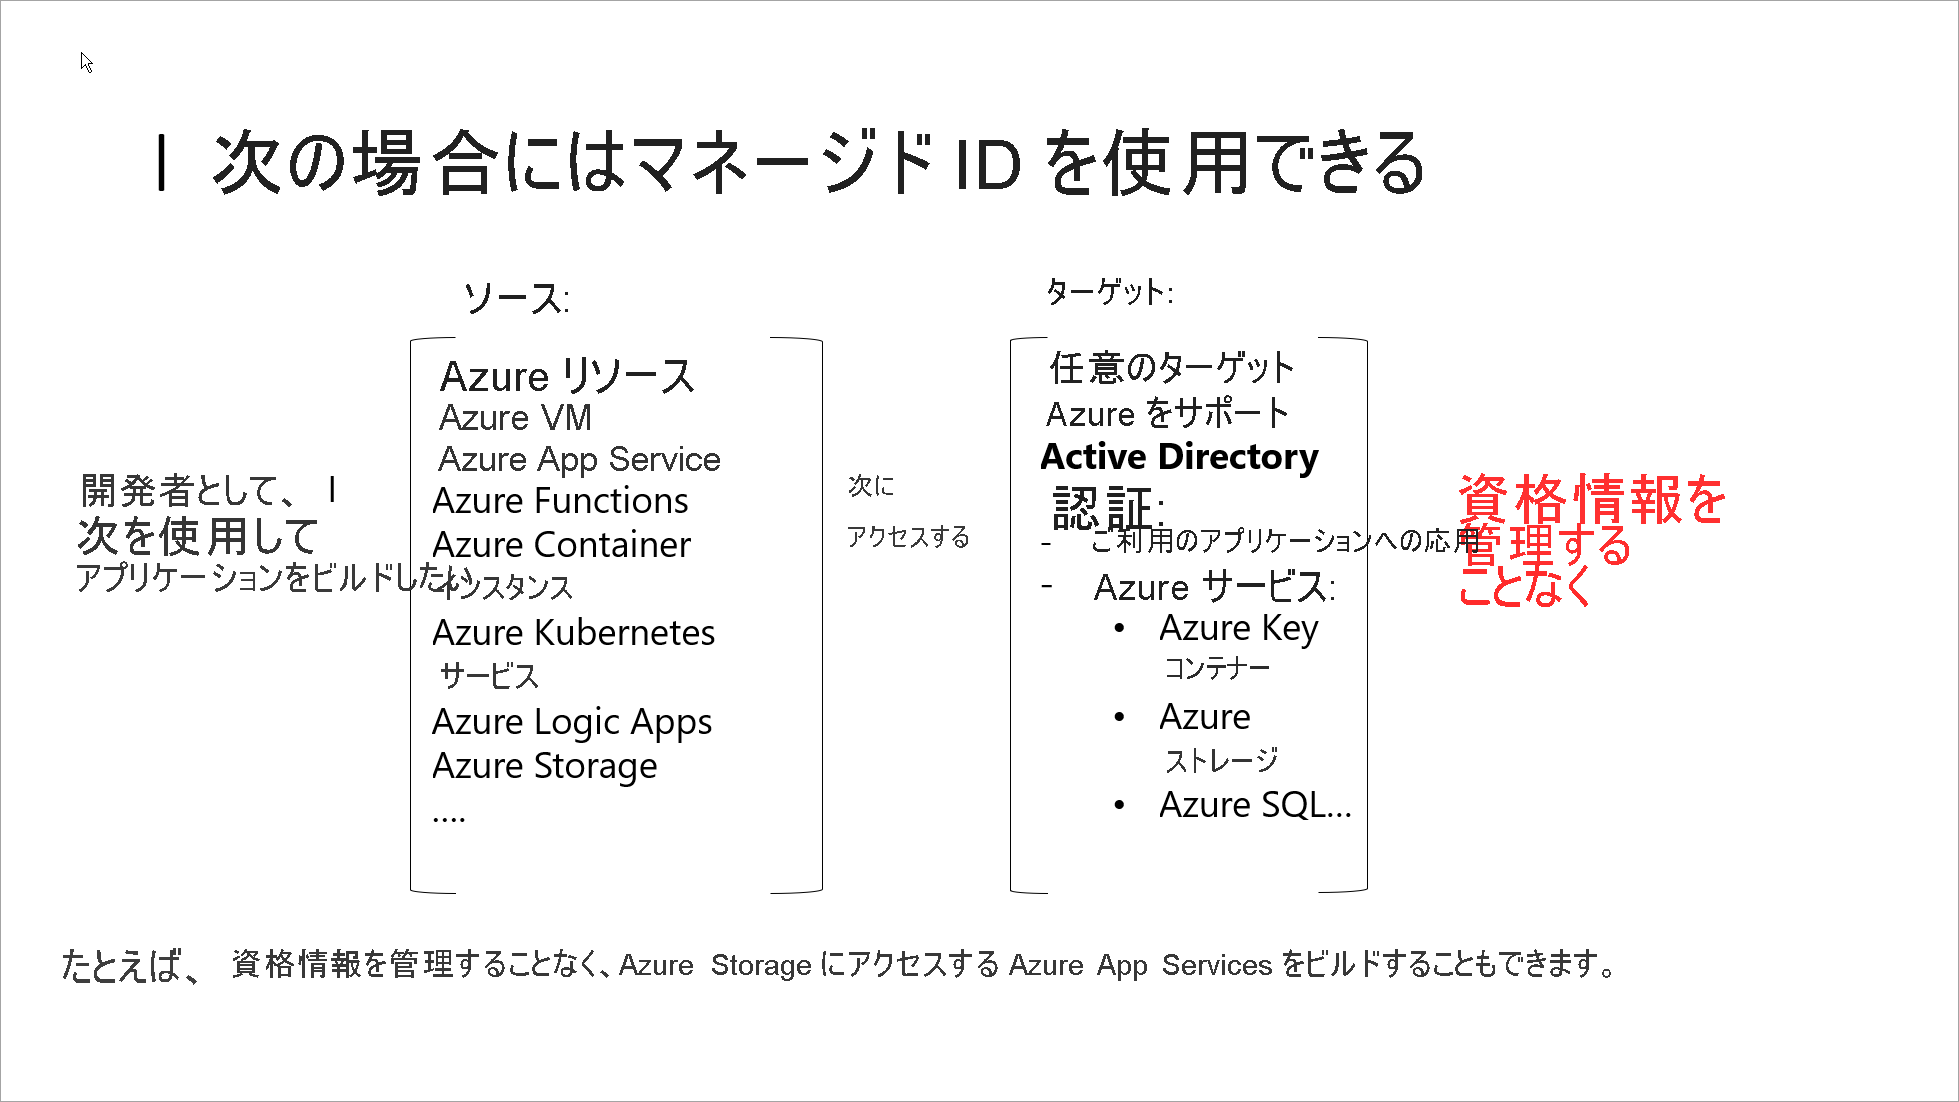 I 次の場合にはマネージド ID を使用できる
開発者として、 I
次を使用して
アプリケーションをビルドしたい
ソース:
Azure リソース
Azure VM
Azure App Service
Azure Functions
Azure Container
インスタンス
Azure Kubernetes
サービス
Azure Logic Apps
Azure Storage
....
次に
アクセスする
ターゲット:
任意のターゲット
Azure をサポート
Active Directory
認証:
- ご利用のアプリケーションへの応用
- Azure サービス:
• Azure Key
コンテナー
• Azure
ストレージ
• Azure SQL...
資格情報を
管理する
ことなく
たとえば、 資格情報を管理することなく、Azure Storage にアクセスする Azure App Services をビルドすることもできます。